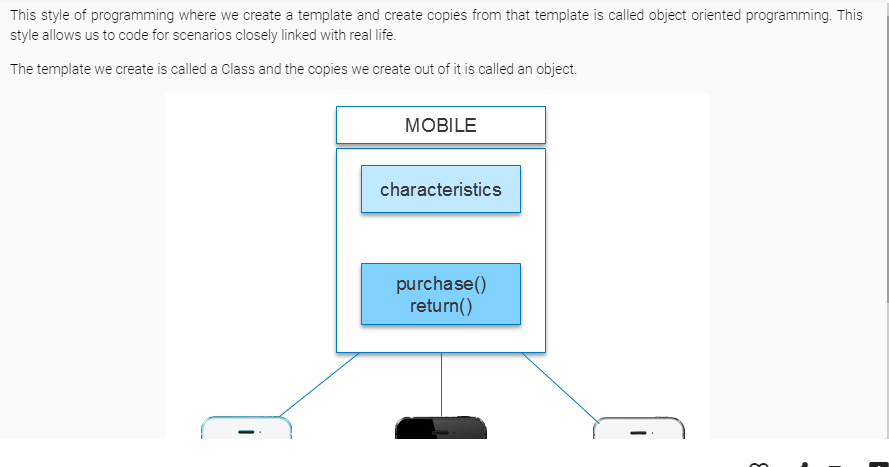 This style of programming where we create a template and create copies from that template is called object oriented programming. This
style allows us to code for scenarios closely linked with real life.
The template we create is called a Class and the copies we create out of it is called an object.
MOBILE
characteristics
purchase()
return()